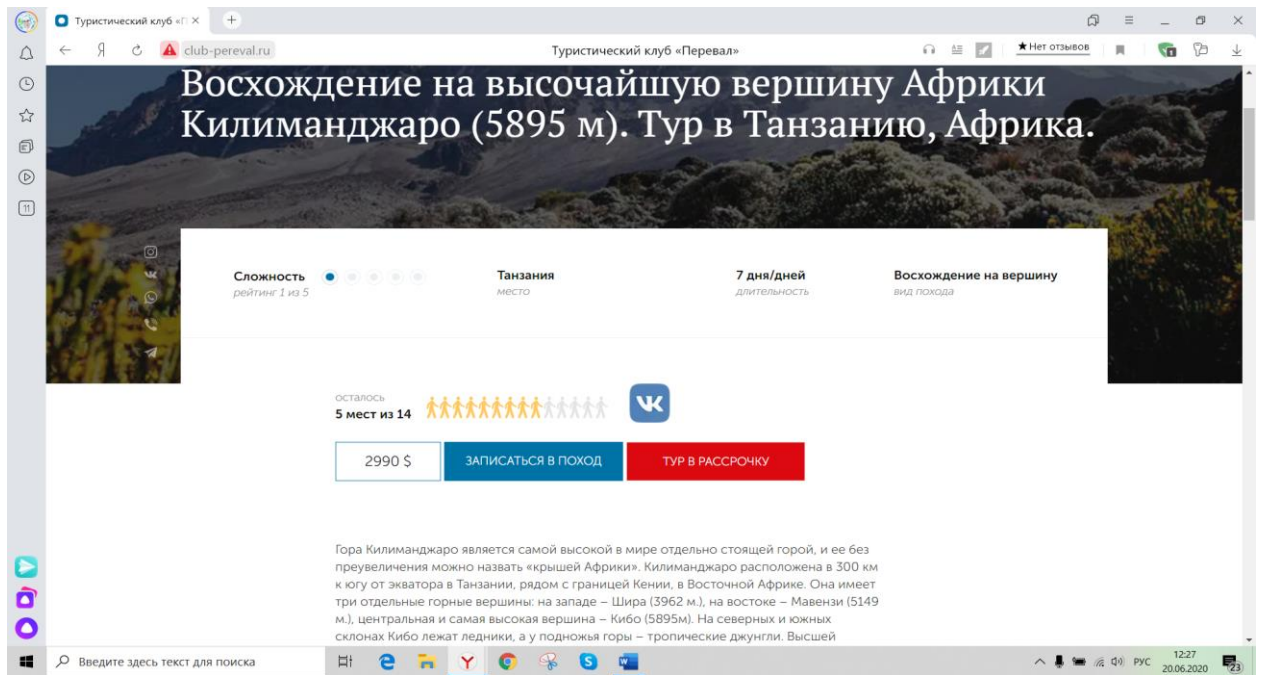 Туристический клуб «П
club-pereval.ru
Туристический клуб «Перевал»
★ Нет отзывов
Восхождение на высочайшую вершину Африки
Килиманджаро (5895 м). Тур в Танзанию, Африка.
Сложность
рейтинг 1 из 5
Танзания
место
7 дня/дней
длительность
Восхождение на вершину
вид похода
осталось
5 мест из 14
2990 $
ЗАПИСАТЬСЯ В ПОХОД
ТУР В РАССРОЧКУ
Гора Килиманджаро является самой высокой в мире отдельно стоящей горой, и ее без
преувеличения можно назвать «крышей Африки». Килиманджаро расположена в 300 км
к югу от экватора в Танзании, рядом с границей Кении, в Восточной Африке. Она имеет
три отдельные горные вершины: на западе – Шира (3962 м.), на востоке – Мавензи (5149
м.), центральная и самая высокая вершина – Кибо (5895м). На северных и южных
склонах Кибо лежат ледники, а у подножья горы – тропические джунгли. Высшей
11
Введите здесь текст для поиска
РУС
12:27
20.06.2020
23